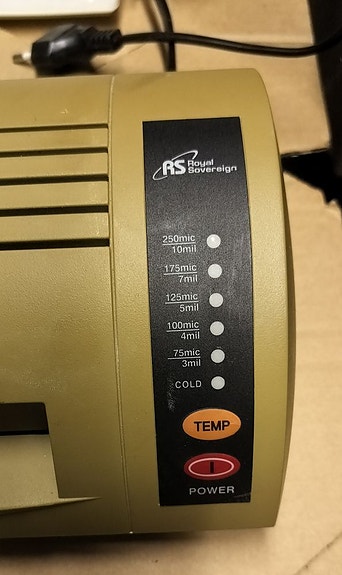 RS Royal
Sovereign
250mic
10mil
175mic
7mil
125mic
5mil
100mic
4mil
75mic
3mil
COLD
TEMP
POWER